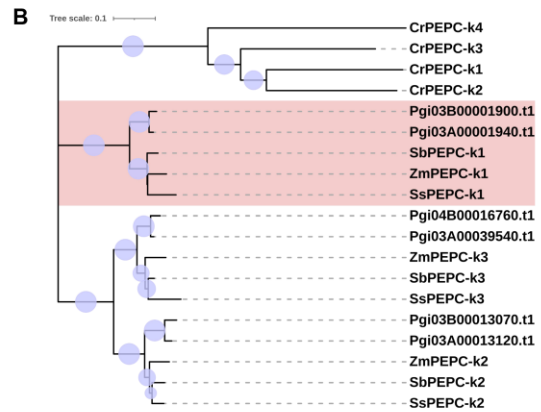 B
Tree scale: 0.1
CrPEPC-k4
CrPEPC-k3
CrPEPC-k1
CrPEPC-k2
Pgi03B00001900.t1
Pgi03A00001940.t1
SbPEPC-k1
ZmPEPC-k1
SsPEPC-k1
Pgi04B00016760.t1
Pgi03A00039540.t1
ZmPEPC-k3
SbPEPC-k3
SsPEPC-k3
Pgi03B00013070.t1
Pgi03A00013120.t1
ZmPEPC-k2
SbPEPC-k2
SsPEPC-k2